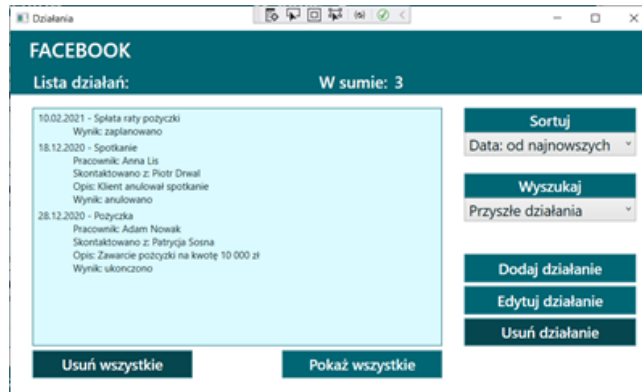 Działania
FACEBOOK
Lista działań:
W sumie: 3
10.02.2021 - Spłata raty pożyczki
Wynik: zaplanowano
18.12.2020 - Spotkanie
Pracownik: Anna Lis
Skontaktowano z: Piotr Drwal
Opis: Klient anulował spotkanie
Wynik: anulowano
28.12.2020 - Pożyczka
Pracownik: Adam Nowak
Skontaktowano z: Patrycja Sosna
Opis: Zawarcie pozcyżki na kwotę 10 000 zł
Wynik: ukonczono
Usuń wszystkie
Pokaż wszystkie
Sortuj
Data: od najnowszych
Wyszukaj
Przyszłe działania
Dodaj działanie
Edytuj działanie
Usuń działanie